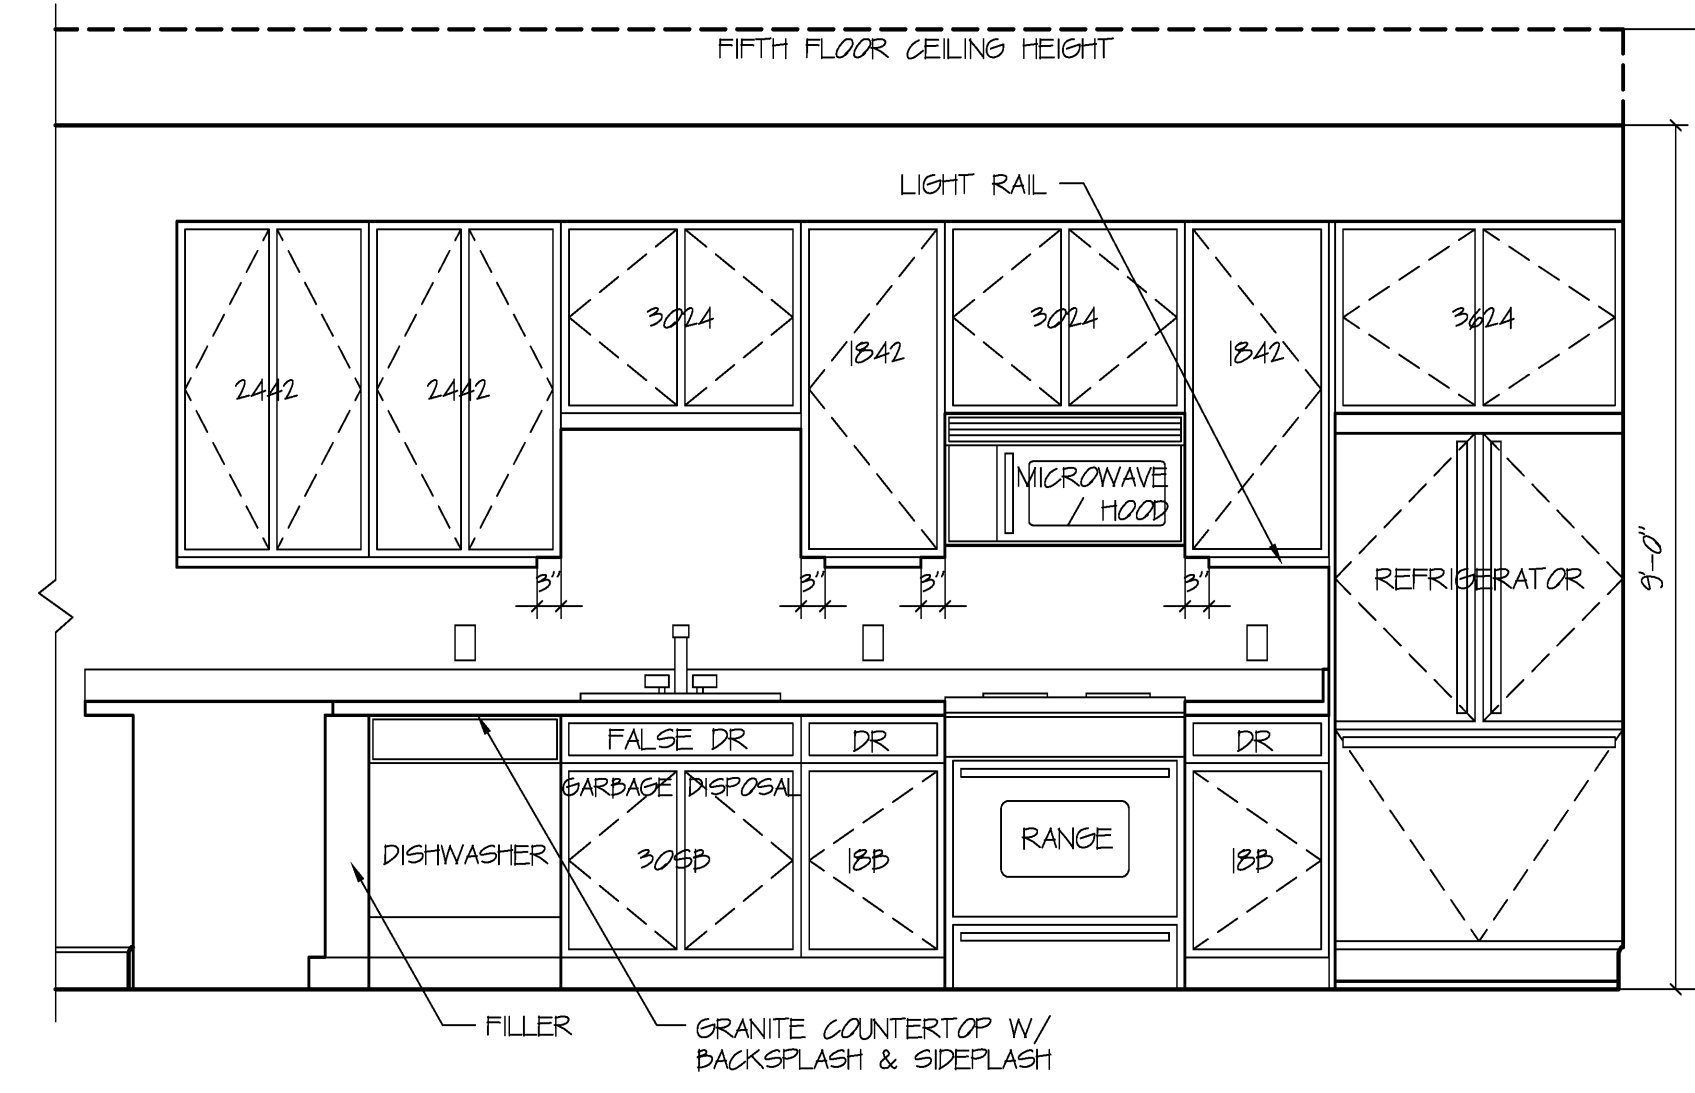 FIFTH FLOOR CEILING HEIGHT
LIGHT RAIL
3024
3024
3624
1842
1842
2442
2442
MICROWAVE
/ HOOD
3"
3"
3"
3"
REFRIGERATOR
9'-0"
FALSE DR
DR
DR
GARBAGE DISPOSAL
RANGE
DISHWASHER
30SB
18B
18B
FILLER
GRANITE COUNTERTOP W/
BACKSPLASH & SIDEPLASH